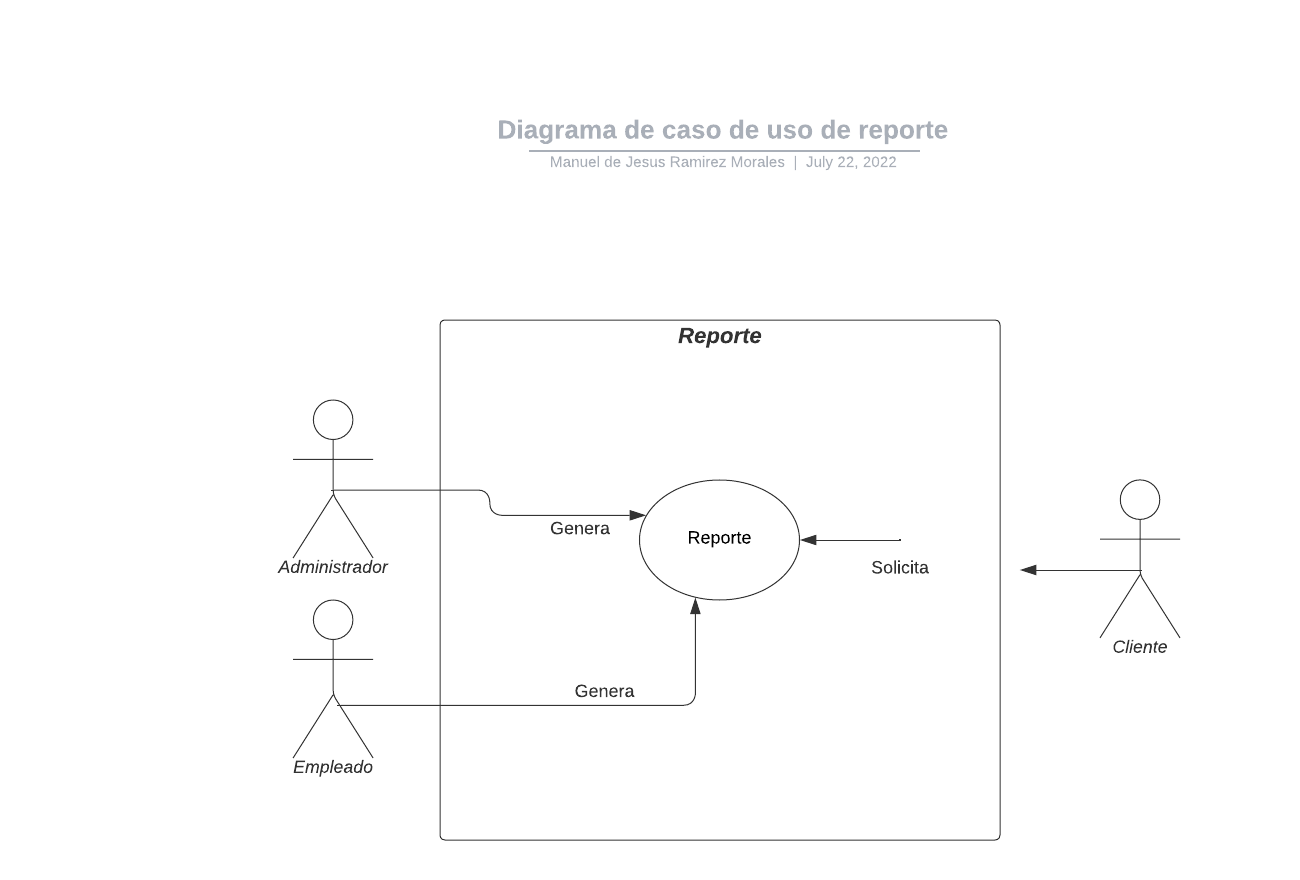 Diagrama de caso de uso de reporte
Manuel de Jesus Ramirez Morales | July 22, 2022
Reporte
Genera
Administrador
Reporte
Solicita
Cliente
Genera
Empleado